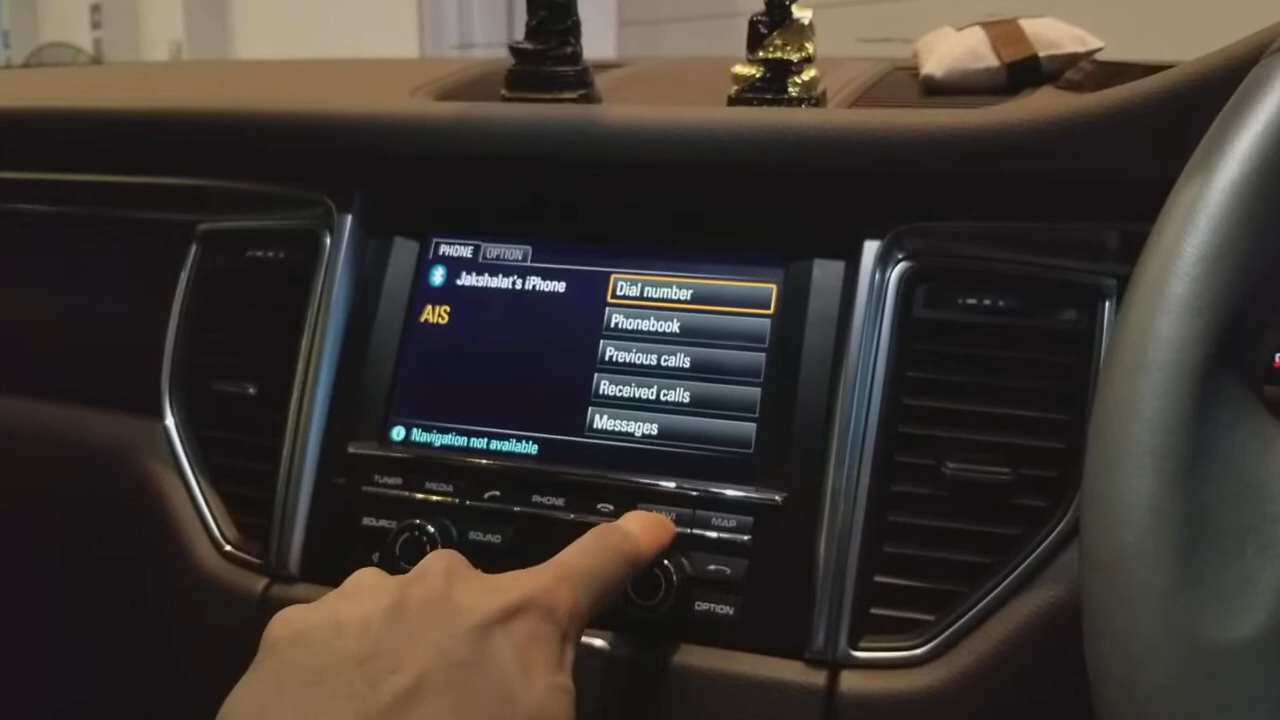 PHONE OPTION
Jakshalat's iPhone
AIS
Dial number
Phonebook
Previous calls
Received calls
Messages
Navigation not available
TUNER MEDIA PHONE NAVI MAP
SOURCE SOUND
OPTION